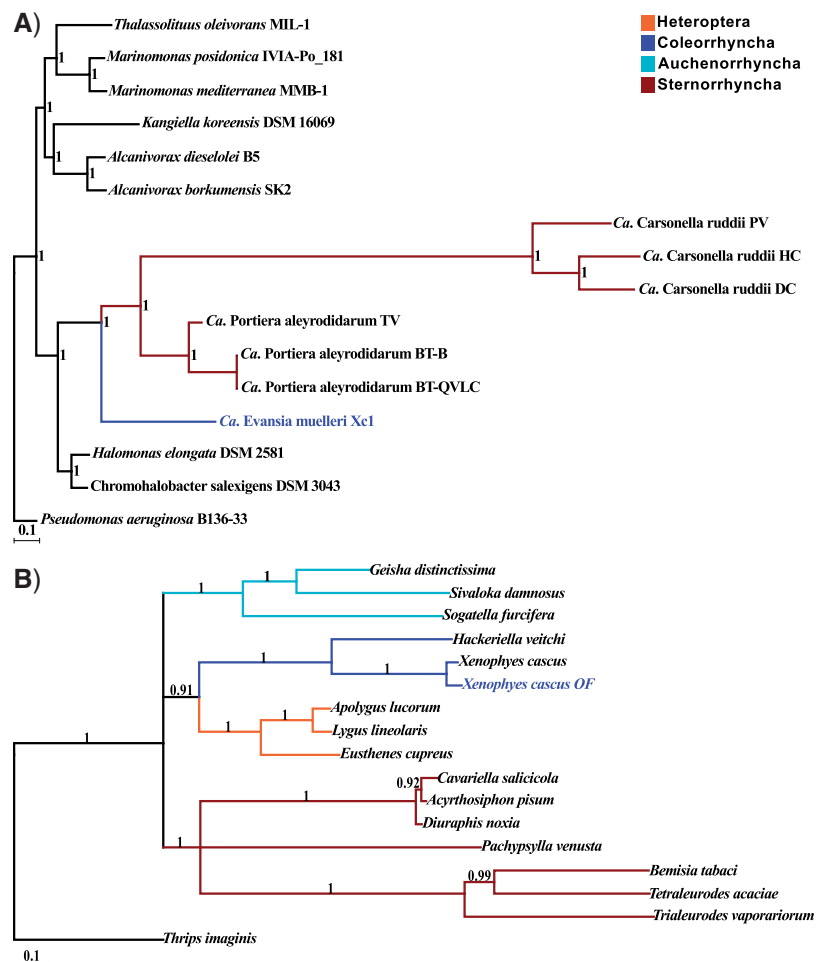 A)
Heteroptera
Coleorrhyncha
Auchenorrhyncha
Sternorrhyncha
Thalassolituus oleivorans MIL-1
1
Marinomonas posidonica IVIA-Po_181
1
Marinomonas mediterranea MMB-1
1
Kangiella koreensis DSM 16069
1
Alcanivorax dieselolei B5
1
Alcanivorax borkumensis SK2
Ca. Carsonella ruddii PV
1
1
Ca. Carsonella ruddii HC
1
Ca. Carsonella ruddii DC
1
Ca. Portiera aleyrodidarum TV
1
1
Ca. Portiera aleyrodidarum BT-B
1
Ca. Portiera aleyrodidarum BT-QVLC
Ca. Evansia muelleri Xc1
Halomonas elongata DSM 2581
1
Chromohalobacter salexigens DSM 3043
Pseudomonas aeruginosa B136-33
0.1
B)
Geisha distinctissima
1
1
Sivaloka damnosus
Sogatella furcifera
Hackeriella veitchi
1
Xenophyes cascus
1
Xenophyes cascus OF
0.91
Apolygus lucorum
1
1
Lygus lineolaris
Eusthenes cupreus
1
Cavariella salicicola
0.92
1
Acyrthosiphon pisum
Diuraphis noxia
1
Pachypsylla venusta
Bemisia tabaci
0.99
1
Tetraleurodes acaciae
Trialeurodes vaporariorum
Thrips imaginis
0.1